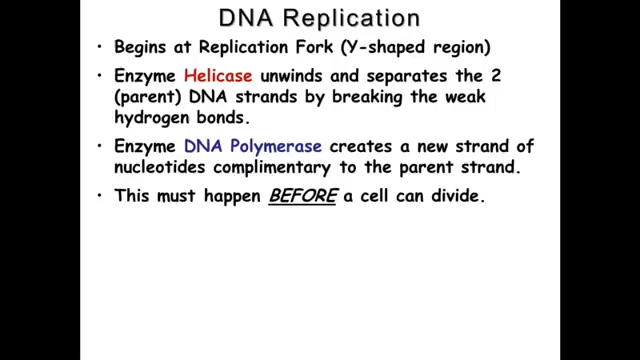 DNA Replication
• Begins at Replication Fork (Y-shaped region)
• Enzyme Helicase unwinds and separates the 2
(parent) DNA strands by breaking the weak
hydrogen bonds.
• Enzyme DNA Polymerase creates a new strand of
nucleotides complimentary to the parent strand.
• This must happen BEFORE a cell can divide.